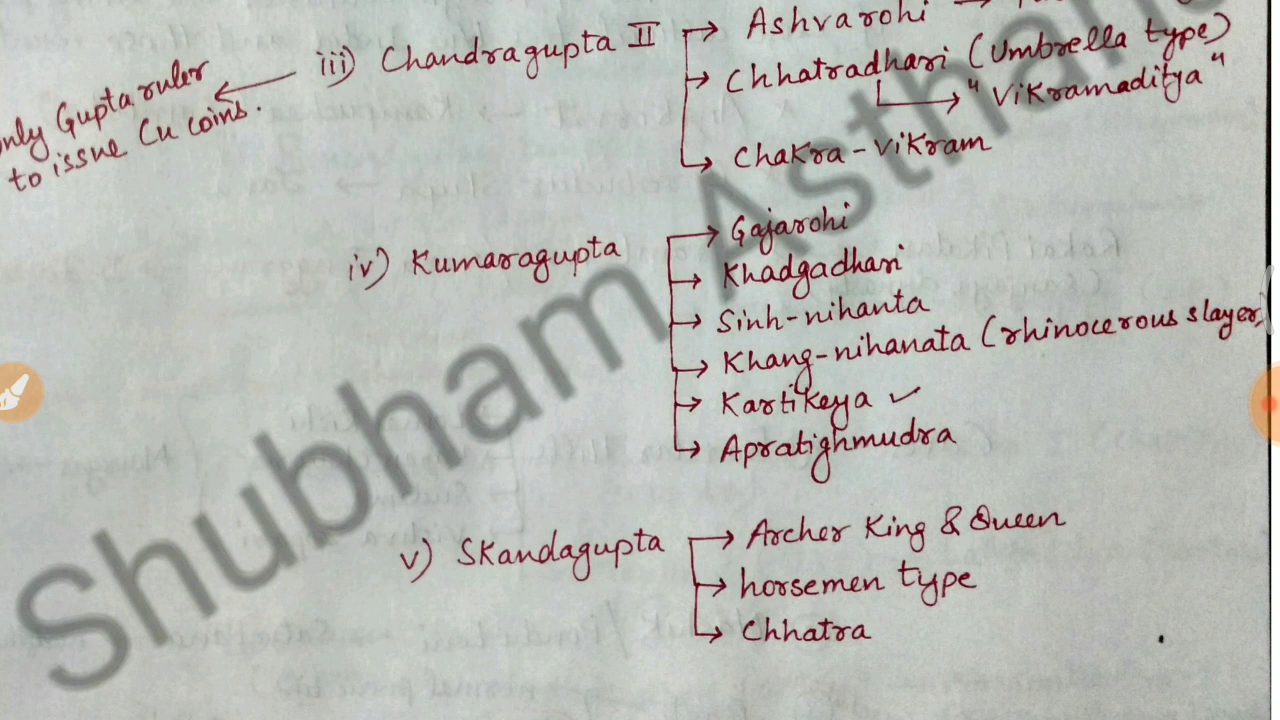 iii) Chandragupta II → Ashvarohi →
→ Chhatradhari (Umbrella type)
→ "Vikramaditya"
→ Chakra-Vikram
only Gupta ruler
to issue Cu coins.
iv) Kumaragupta → Gajarohi
→ Khadgadhari
→ Sinh-nihanta
→ Khang-nihanata (rhinocerous slayer)
→ Kartikeya ✓
→ Apratighmudra
v) Skandagupta → Archer King & Queen
→ horsemen type
→ Chhatra
Shubham Asthana